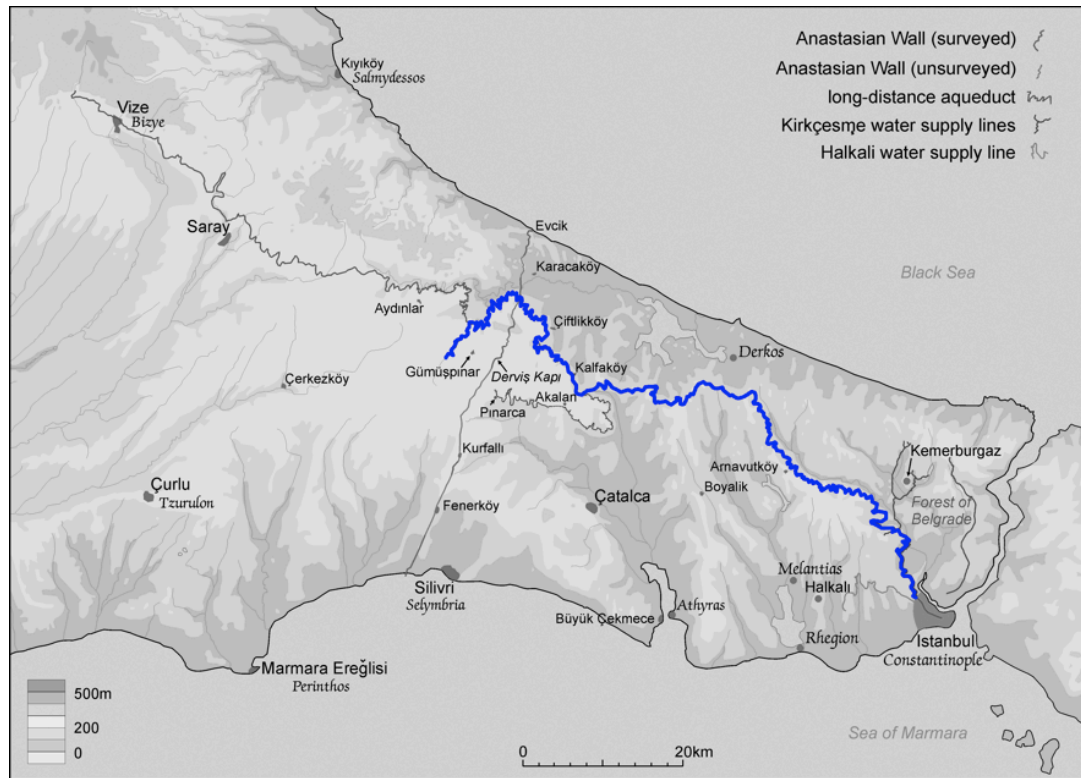 Anastasian Wall (surveyed)
Anastasian Wall (unsurveyed)
long-distance aqueduct
Kirkçesme water supply lines
Halkali water supply line
Kıyıköy
Salmydessos
Vize
Bizye
Saray
Evcik
Karacaköy
Black Sea
Aydınlar
Çiftlikköy
Derkos
Gümüşpınar
Derviş Kapı
Kalfaköy
Çerkezköy
Pınarca
Akalan
Kurfallı
Kemerburgaz
Arnavutköy
Boyalik
Çurlu
Tzurulon
Çatalca
Forest of
Belgrade
Fenerköy
Melantias
Halkalı
Silivri
Selymbria
Büyük Çekmece
Athyras
Rhegion
Istanbul
Constantinople
Marmara Ereğlisi
Perinthos
500m
200
0
0
20km
Sea of Marmara